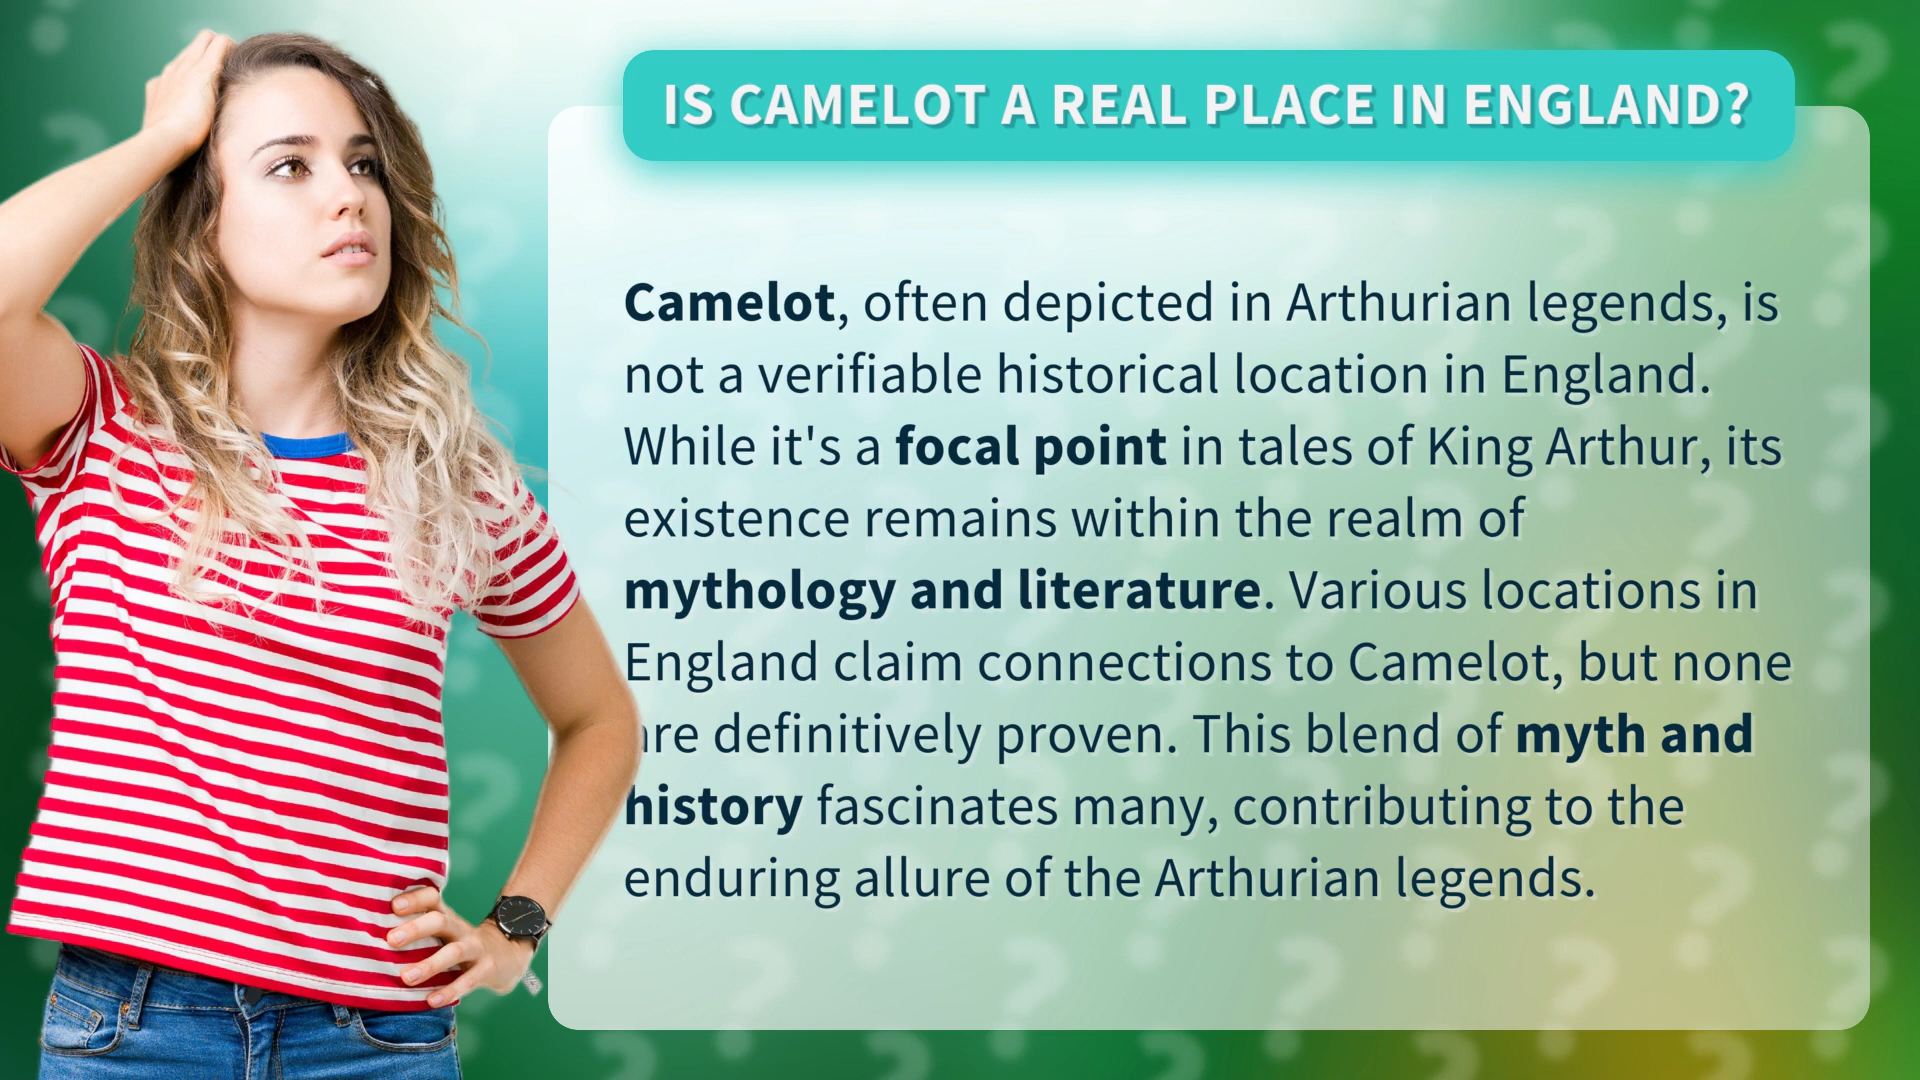 IS CAMELOT A REAL PLACE IN ENGLAND?
Camelot, often depicted in Arthurian legends, is
not a verifiable historical location in England.
While it's a focal point in tales of King Arthur, its
existence remains within the realm of
mythology and literature. Various locations in
England claim connections to Camelot, but none
are definitively proven. This blend of myth and
history fascinates many, contributing to the
enduring allure of the Arthurian legends.